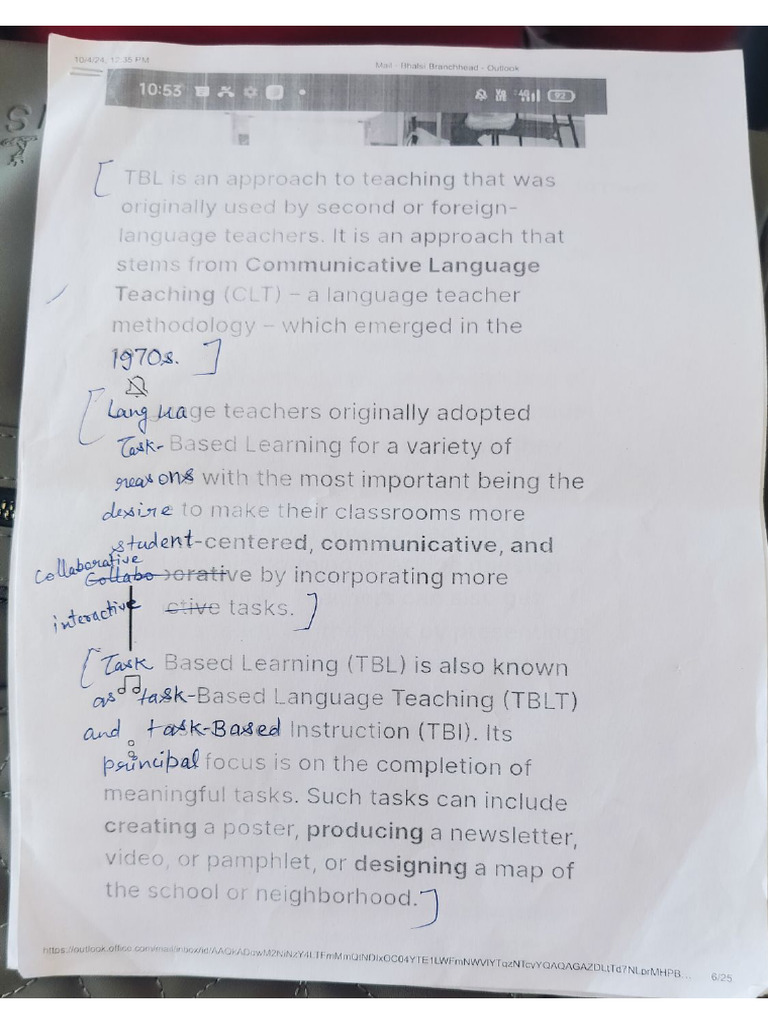 10/4/24, 12:35 PM
Mail - Bhalsi Branchhead - Outlook
10:53
4G
92
TBL is an approach to teaching that was
originally used by second or foreign-
language teachers. It is an approach that
stems from Communicative Language
Teaching (CLT) – a language teacher
methodology – which emerged in the
1970s.
Language teachers originally adopted
Task-Based Learning for a variety of
reasons with the most important being the
desire to make their classrooms more
student-centered, communicative, and
collaborative
Collabo orative by incorporating more
interactive ctive tasks.
Task Based Learning (TBL) is also known
as task-Based Language Teaching (TBLT)
and task-Based Instruction (TBI). Its
principal focus is on the completion of
meaningful tasks. Such tasks can include
creating a poster, producing a newsletter,
video, or pamphlet, or designing a map of
the school or neighborhood.
6/25